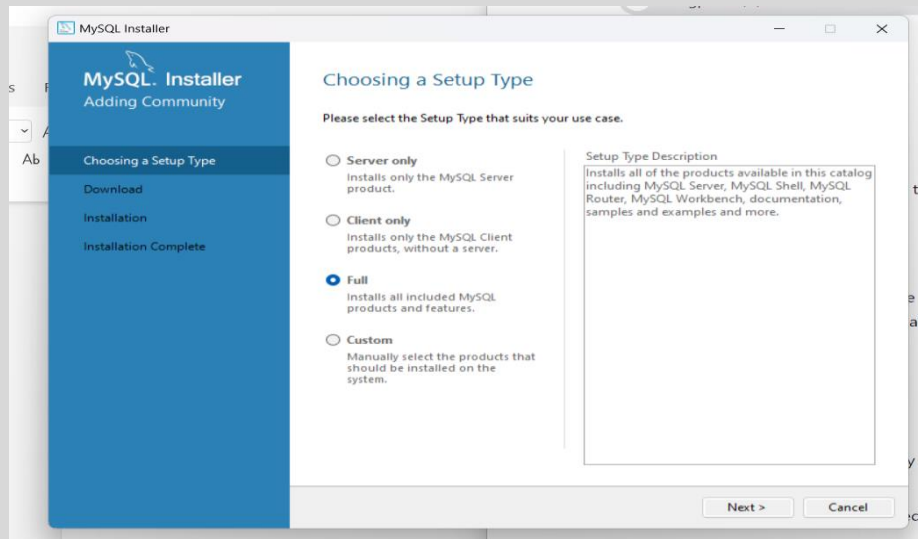 MySQL Installer
MySQL. Installer
Adding Community
Choosing a Setup Type
Download
Installation
Installation Complete
Choosing a Setup Type
Please select the Setup Type that suits your use case.
Server only
Installs only the MySQL Server
product.
Client only
Installs only the MySQL Client
products, without a server.
Full
Installs all included MySQL
products and features.
Custom
Manually select the products that
should be installed on the
system.
Setup Type Description
Installs all of the products available in this catalog
including MySQL Server, MySQL Shell, MySQL
Router, MySQL Workbench, documentation,
samples and examples and more.
Next >
Cancel